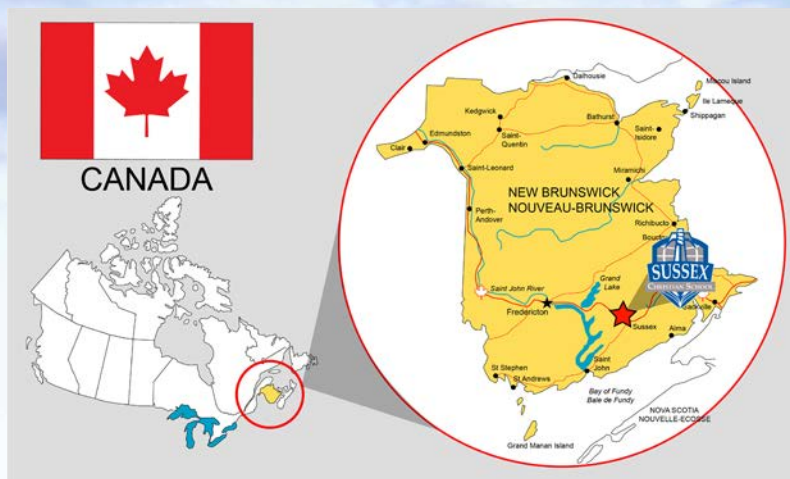 CANADA
Dalhousie
Miscou Island
Ile Lameque
Shippagan
Kedgwick
Bathurst
Saint-
Quentin
Saint-
Isidore
Edmundston
Clair
Saint-Leonard
Miramichi
NEW BRUNSWICK
NOUVEAU-BRUNSWICK
Perth-
Andover
Richibucto
SUSSEX
CHRISTIAN SCHOOL
Saint John River
Grand
Lake
Fredericton
Sussex
Sackville
Alma
St Stephen
St Andrews
Saint
John
Bay of Fundy
Baie de Fundy
NOVA SCOTIA
NOUVELLE-ECOSSE
Grand Manan Island